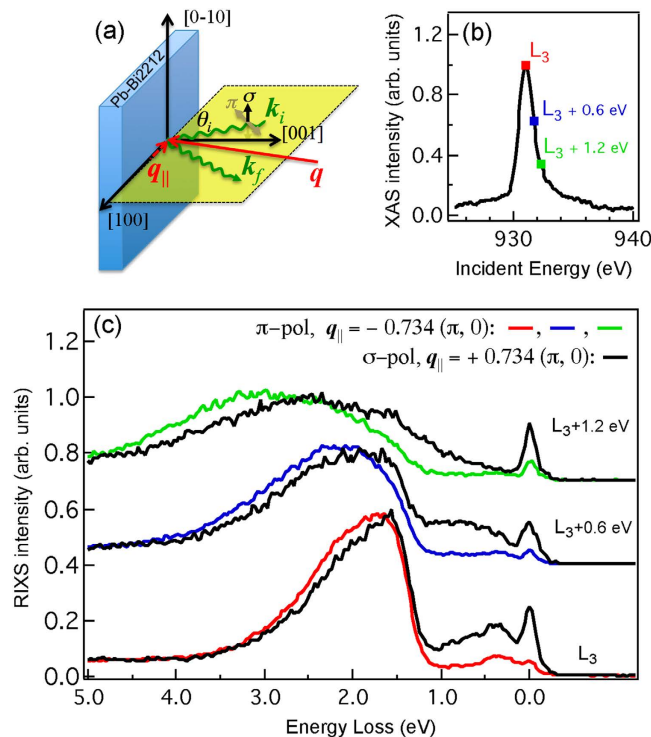 (a)
[0-10]
Pb-Bi2212
π
σ
θi
ki
[001]
q||
kf
q
[100]
(b)
XAS intensity (arb. units)
1.2
0.8
0.4
0.0
L3
L3 + 0.6 eV
L3 + 1.2 eV
930
940
Incident Energy (eV)
(c)
π−pol, q|| = − 0.734 (π, 0): , ,
σ−pol, q|| = + 0.734 (π, 0):
RIXS intensity (arb. units)
1.2
1.0
0.8
0.6
0.4
0.2
0.0
L3+1.2 eV
L3+0.6 eV
L3
5.0 4.0 3.0 2.0 1.0 0.0
Energy Loss (eV)